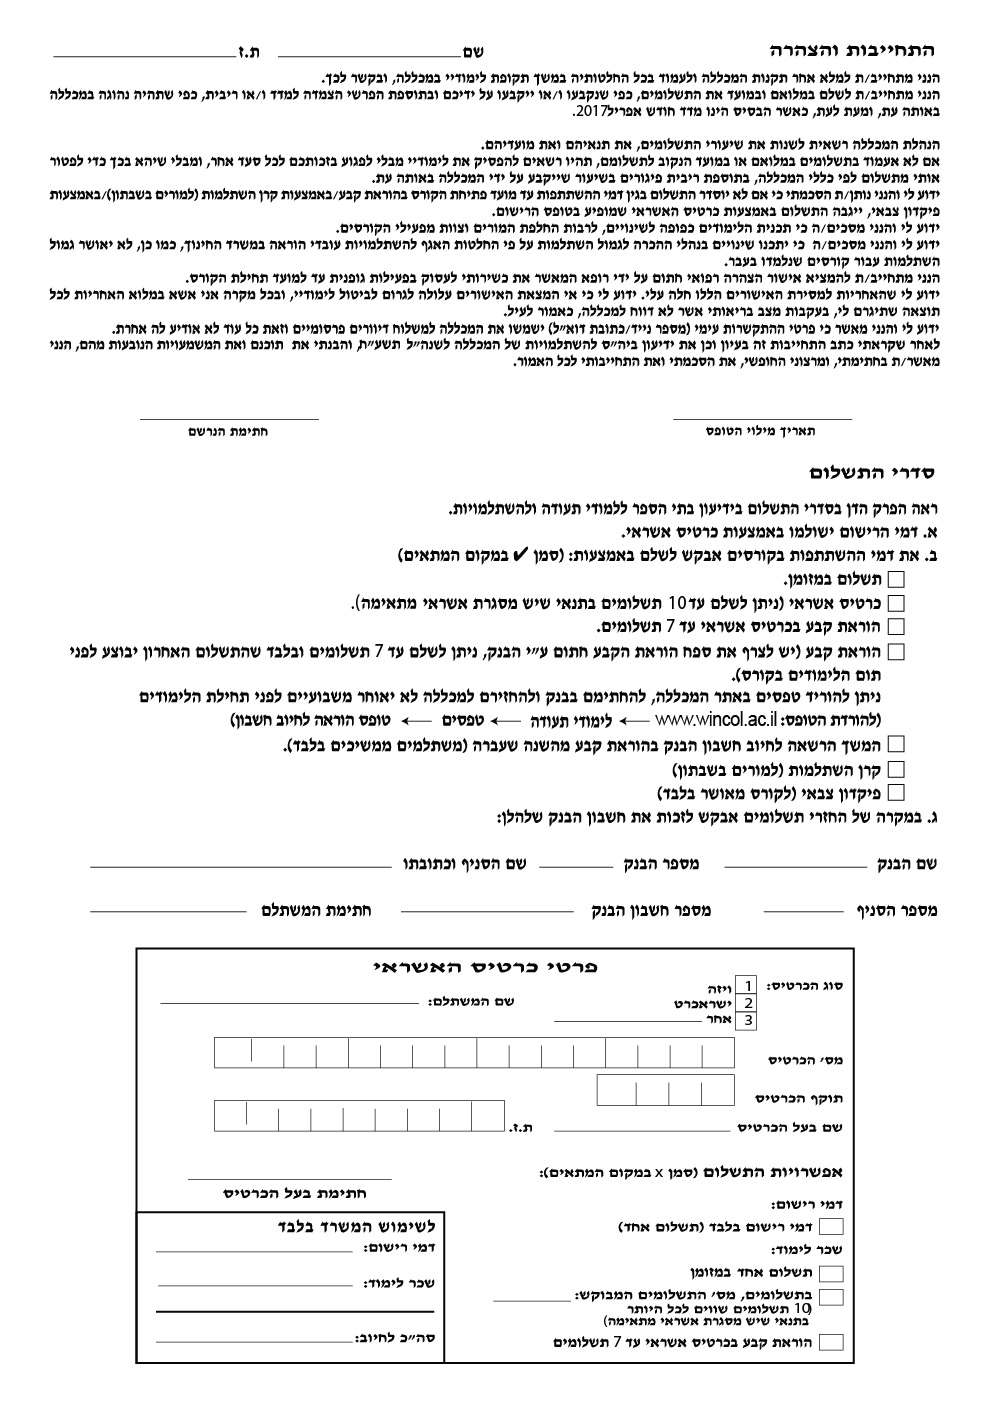 התחייבות והצהרה שם ת.ז
הנני מתחייב/ת למלא אחר תקנות המכללה ולעמוד בכל החלטותיה במשך תקופת לימודיי במכללה, ובקשר לכך.
הנני מתחייב/ת לשלם במלואם ובמועד את התשלומים, כפי שנקבעו ו/או ייקבעו על ידיכם ובתוספת הפרשי הצמדה למדד ו/או ריבית, כפי שתהיה נהוגה במכללה
באותה עת, ומעת לעת, כאשר הבסיס הינו מדד חודש אפריל2017.
הנהלת המכללה רשאית לשנות את שיעורי התשלומים, את תנאיהם ואת מועדיהם.
אם לא אעמוד בתשלומים במלואם או במועד הנקוב לתשלומם, תהיו רשאים להפסיק את לימודיי מבלי לפגוע בזכותכם לכל סעד אחר, ומבלי שיהא בכך כדי לפטור
אותי מתשלום לפי כללי המכללה, בתוספת ריבית פיגורים בשיעור שייקבע על ידי המכללה באותה עת.
ידוע לי והנני נותן/ת הסכמתי כי אם לא יוסדר התשלום בגין דמי ההשתתפות עד מועד פתיחת הקורס בהוראת קבע/באמצעות קרן השתלמות (למורים בשבתון)/באמצעות
פיקדון צבאי, ייגבה התשלום באמצעות כרטיס האשראי שמופיע בטופס הרישום.
ידוע לי והנני מסכים/ה כי תכנית הלימודים כפופה לשינויים, לרבות החלפת המורים וצוות מפעילי הקורסים.
ידוע לי והנני מסכים/ה כי יתכנו שינויים בנהלי ההכרה לגמול השתלמות על פי החלטות האגף להשתלמויות עובדי הוראה במשרד החינוך, כמו כן, לא יאושר גמול
השתלמות עבור קורסים שנלמדו בעבר.
הנני מתחייב/ת להמציא אישור הצהרה רפואי חתום על ידי רופא המאשר את כשירותי לעסוק בפעילות גופנית עד למועד תחילת הקורס.
ידוע לי שהאחריות למסירת האישורים הללו חלה עלי. ידוע לי כי אי המצאת האישורים עלולה לגרום לביטול לימודיי, ובכל מקרה אני אשא במלוא האחריות לכל
תוצאה שתיגרם לי, בעקבות מצב בריאותי אשר לא דווח למכללה, כאמור לעיל.
ידוע לי והנני מאשר כי פרטי ההתקשרות עימי (מספר נייד/כתובת דוא״ל) ישמשו את המכללה למשלוח דיוורים פרסומיים וזאת כל עוד לא אודיע לה אחרת.
לאחר שקראתי כתב התחייבות זה בעיון וכן את ידיעון ביה״ס להשתלמויות של המכללה לשנה״ל תשע״ח, והבנתי את תוכנם ואת המשמעויות הנובעות מהם, הנני
מאשר/ת בחתימתי, ומרצוני החופשי, את הסכמתי ואת התחייבותי לכל האמור.
תאריך מילוי הטופס חתימת הנרשם
סדרי התשלום
ראה הפרק הדן בסדרי התשלום בידיעון בתי הספר ללמודי תעודה ולהשתלמויות.
א. דמי הרישום ישולמו באמצעות כרטיס אשראי.
ב. את דמי ההשתתפות בקורסים אבקש לשלם באמצעות: (סמן ✓ במקום המתאים)
תשלום במזומן.
כרטיס אשראי (ניתן לשלם עד10 תשלומים בתנאי שיש מסגרת אשראי מתאימה).
הוראת קבע בכרטיס אשראי עד 7 תשלומים.
הוראת קבע (יש לצרף את ספח הוראת הקבע חתום ע״י הבנק, ניתן לשלם עד 7 תשלומים ובלבד שהתשלום האחרון יבוצע לפני
תום הלימודים בקורס).
ניתן להוריד טפסים באתר המכללה, להחתימם בבנק ולהחזירם למכללה לא יאוחר משבועיים לפני תחילת הלימודים
(להורדת הטופס: www.wincol.ac.il ← לימודי תעודה ← טפסים ← טופס הוראה לחיוב חשבון)
המשך הרשאה לחיוב חשבון הבנק בהוראת קבע מהשנה שעברה (משתלמים ממשיכים בלבד).
קרן השתלמות (למורים בשבתון)
פיקדון צבאי (לקורס מאושר בלבד)
ג. במקרה של החזרי תשלומים אבקש לזכות את חשבון הבנק שלהלן:
שם הבנק מספר הבנק שם הסניף וכתובתו
מספר הסניף מספר חשבון הבנק חתימת המשתלם
פרטי כרטיס האשראי
סוג הכרטיס: 1 ויזה
2 ישראכרט שם המשתלם:
3 אחר
מס׳ הכרטיס
תוקף הכרטיס
שם בעל הכרטיס ת.ז.
אפשרויות התשלום (סמן x במקום המתאים):
חתימת בעל הכרטיס
דמי רישום:
דמי רישום בלבד (תשלום אחד)
שכר לימוד:
תשלום אחד במזומן
בתשלומים, מס׳ התשלומים המבוקש:
(10 תשלומים שווים לכל היותר
בתנאי שיש מסגרת אשראי מתאימה)
הוראת קבע בכרטיס אשראי עד 7 תשלומים
לשימוש המשרד בלבד
דמי רישום:
שכר לימוד:
סה״כ לחיוב: